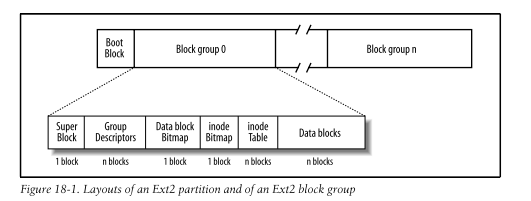 Boot
Block
Block group 0
Block group n
Super
Block
Group
Descriptors
Data block
Bitmap
inode
Bitmap
inode
Table
Data blocks
1 block
n blocks
1 block
1 block
n blocks
n blocks
Figure 18-1. Layouts of an Ext2 partition and of an Ext2 block group